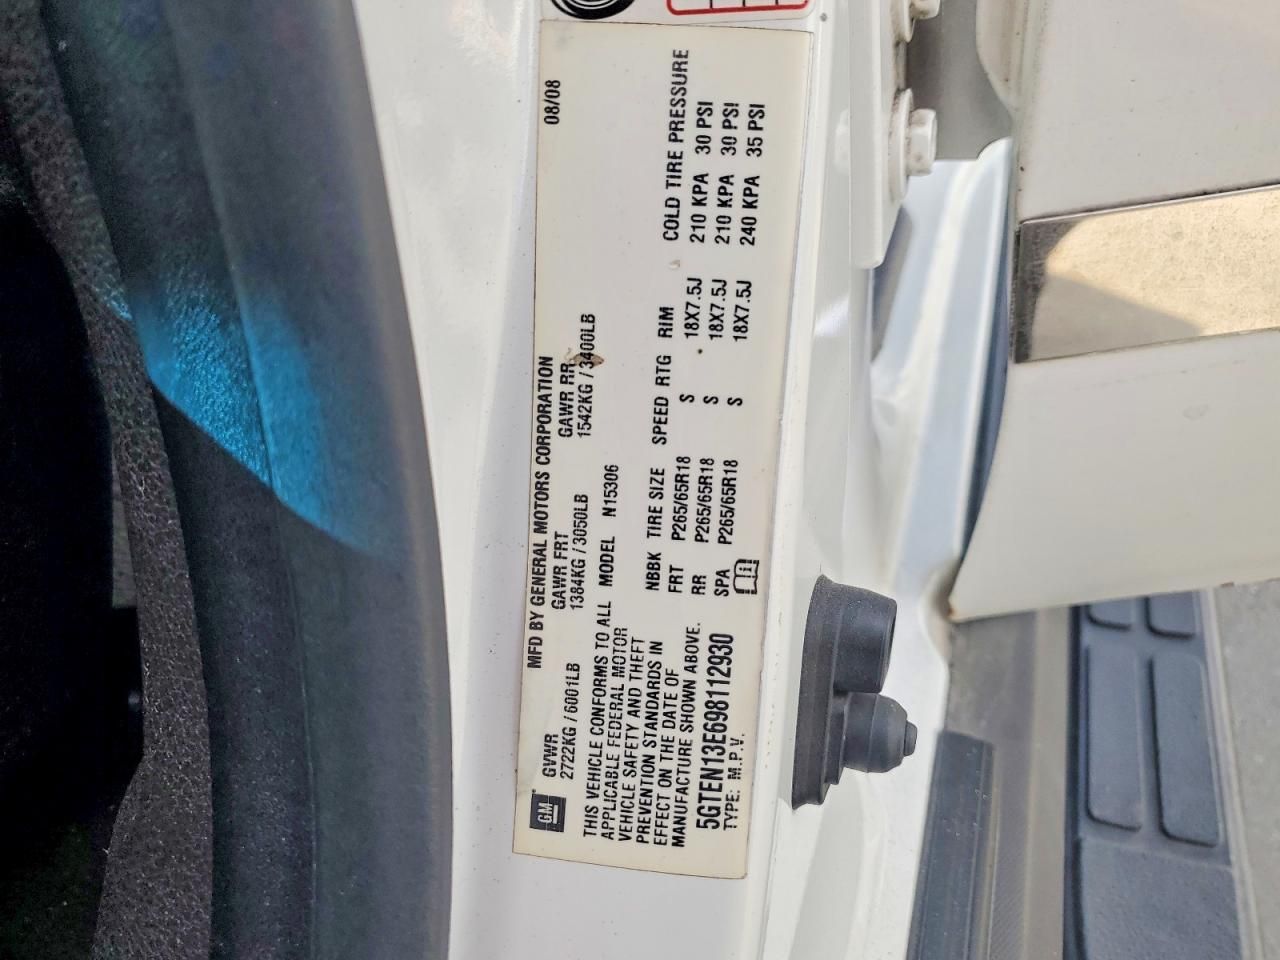 MFD BY GENERAL MOTORS CORPORATION
08/08
GM
GVWR GAWR FRT GAWR RR
2722KG / 6001LB 1384KG / 3050LB 1542KG / 3400LB
THIS VEHICLE CONFORMS TO ALL
APPLICABLE FEDERAL MOTOR
VEHICLE SAFETY AND THEFT
PREVENTION STANDARDS IN
EFFECT ON THE DATE OF
MANUFACTURE SHOWN ABOVE.
5GTEN13E698112930
TYPE: M.P.V.
MODEL N15306
NBBK TIRE SIZE SPEED RTG RIM COLD TIRE PRESSURE
FRT P265/65R18 S 18X7.5J 210 KPA 30 PSI
RR P265/65R18 S 18X7.5J 210 KPA 30 PSI
SPA P265/65R18 S 18X7.5J 240 KPA 35 PSI